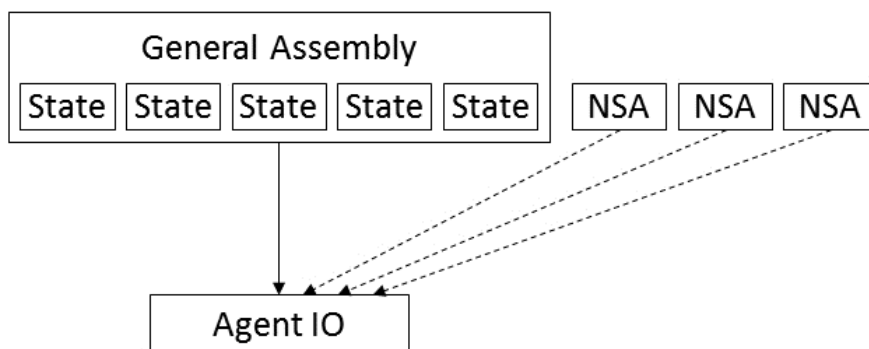 General Assembly
State State State State State NSA NSA NSA
Agent IO